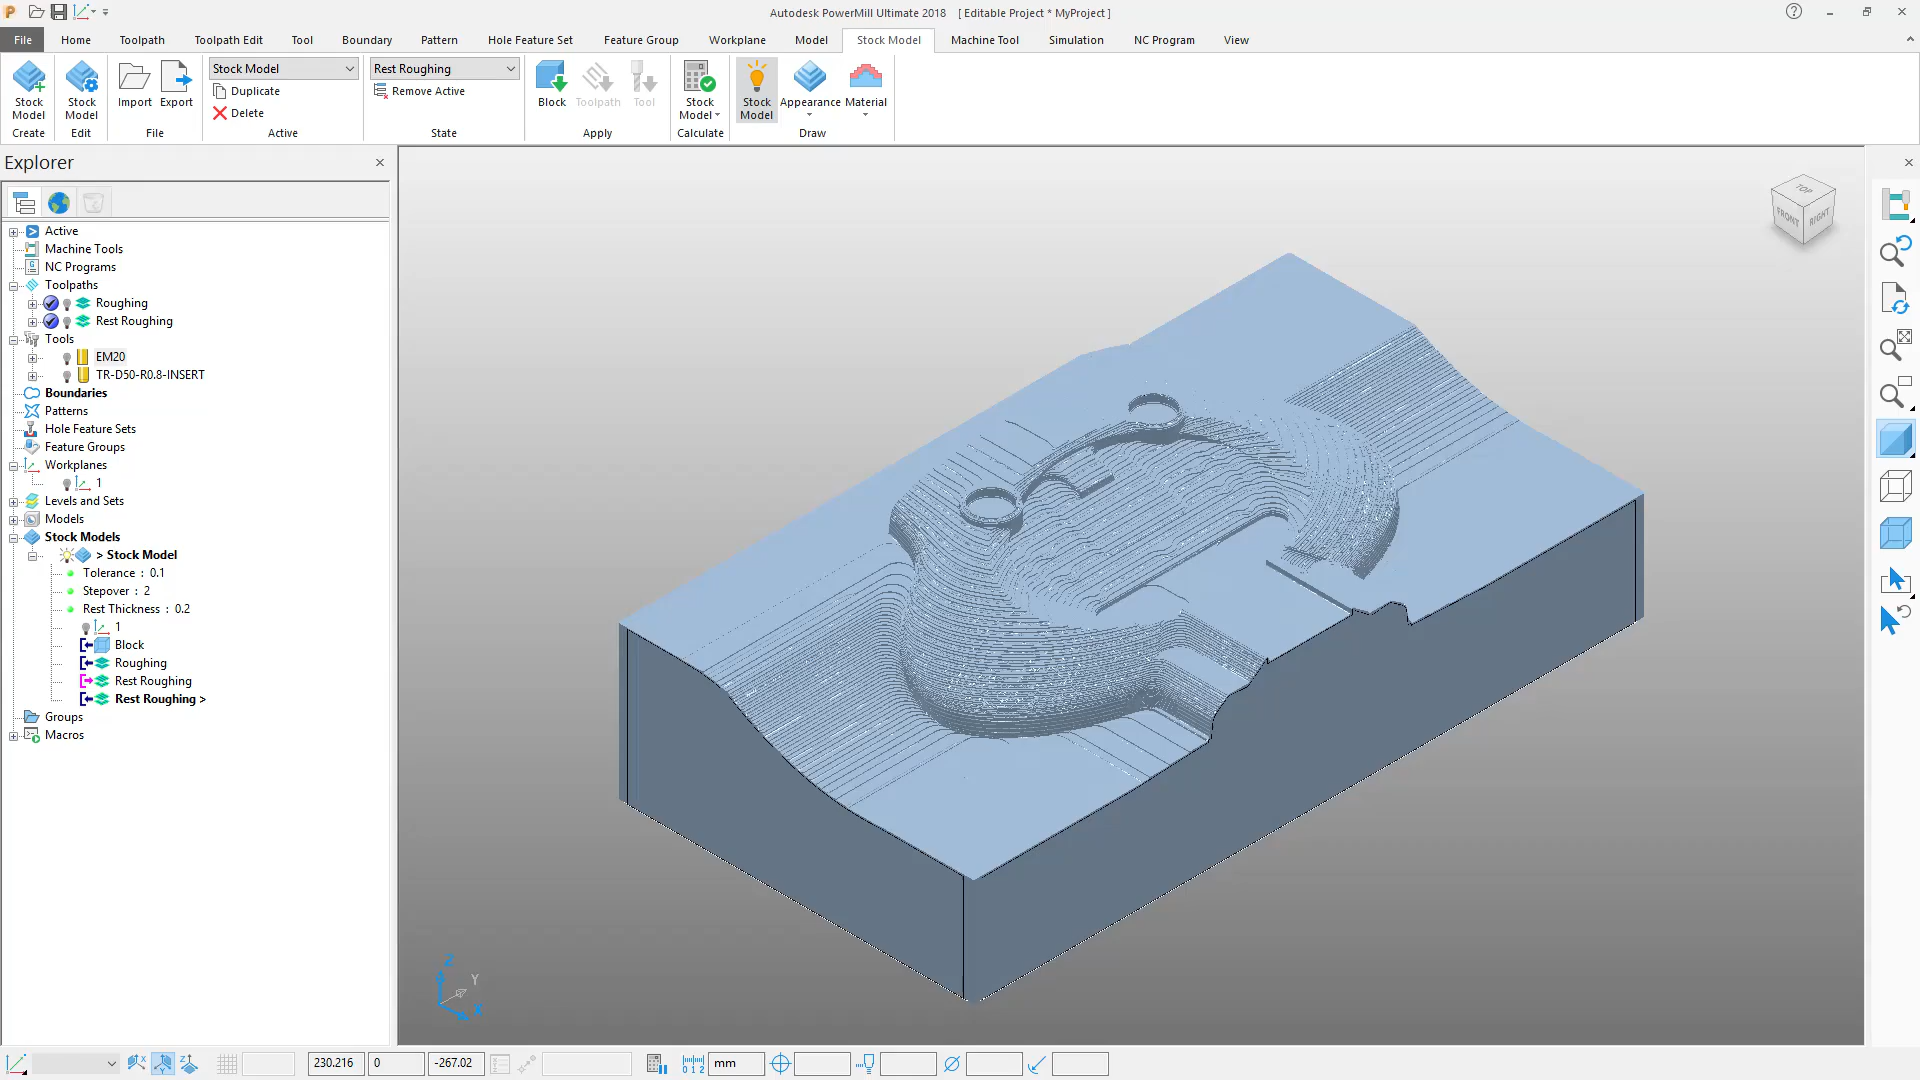 Autodesk PowerMill Ultimate 2018 [ Editable Project * MyProject ]
File Home Toolpath Toolpath Edit Tool Boundary Pattern Hole Feature Set Feature Group Workplane Model Stock Model Machine Tool Simulation NC Program View
Stock Model
Create
Stock Model
Edit
Import
Export
File
Stock Model
Duplicate
Delete
Active
Rest Roughing
Remove Active
State
Block
Toolpath
Tool
Apply
Stock Model
Calculate
Stock Model
Appearance
Material
Draw
Explorer
Active
Machine Tools
NC Programs
Toolpaths
Roughing
Rest Roughing
Tools
EM20
TR-D50-R0.8-INSERT
Boundaries
Patterns
Hole Feature Sets
Feature Groups
Workplanes
1
Levels and Sets
Models
Stock Models
> Stock Model
Tolerance : 0.1
Stepover : 2
Rest Thickness : 0.2
1
Block
Roughing
Rest Roughing
Rest Roughing >
Groups
Macros
TOP
FRONT
RIGHT
Z
Y
X
230.216
0
-267.02
mm